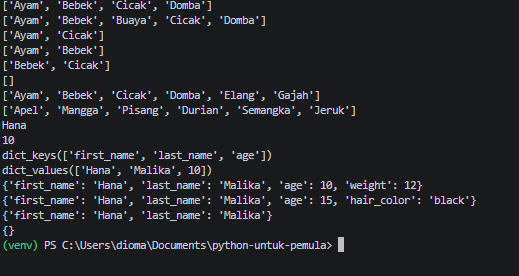 ['Ayam', 'Bebek', 'Cicak', 'Domba']
['Ayam', 'Bebek', 'Buaya', 'Cicak', 'Domba']
['Ayam', 'Cicak']
['Ayam', 'Bebek']
['Bebek', 'Cicak']
[]
['Ayam', 'Bebek', 'Cicak', 'Domba', 'Elang', 'Gajah']
['Apel', 'Mangga', 'Pisang', 'Durian', 'Semangka', 'Jeruk']
Hana
10
dict_keys(['first_name', 'last_name', 'age'])
dict_values(['Hana', 'Malika', 10])
{'first_name': 'Hana', 'last_name': 'Malika', 'age': 10, 'weight': 12}
{'first_name': 'Hana', 'last_name': 'Malika', 'age': 15, 'hair_color': 'black'}
{'first_name': 'Hana', 'last_name': 'Malika'}
{}
(venv) PS C:\Users\dioma\Documents\python-untuk-pemula>